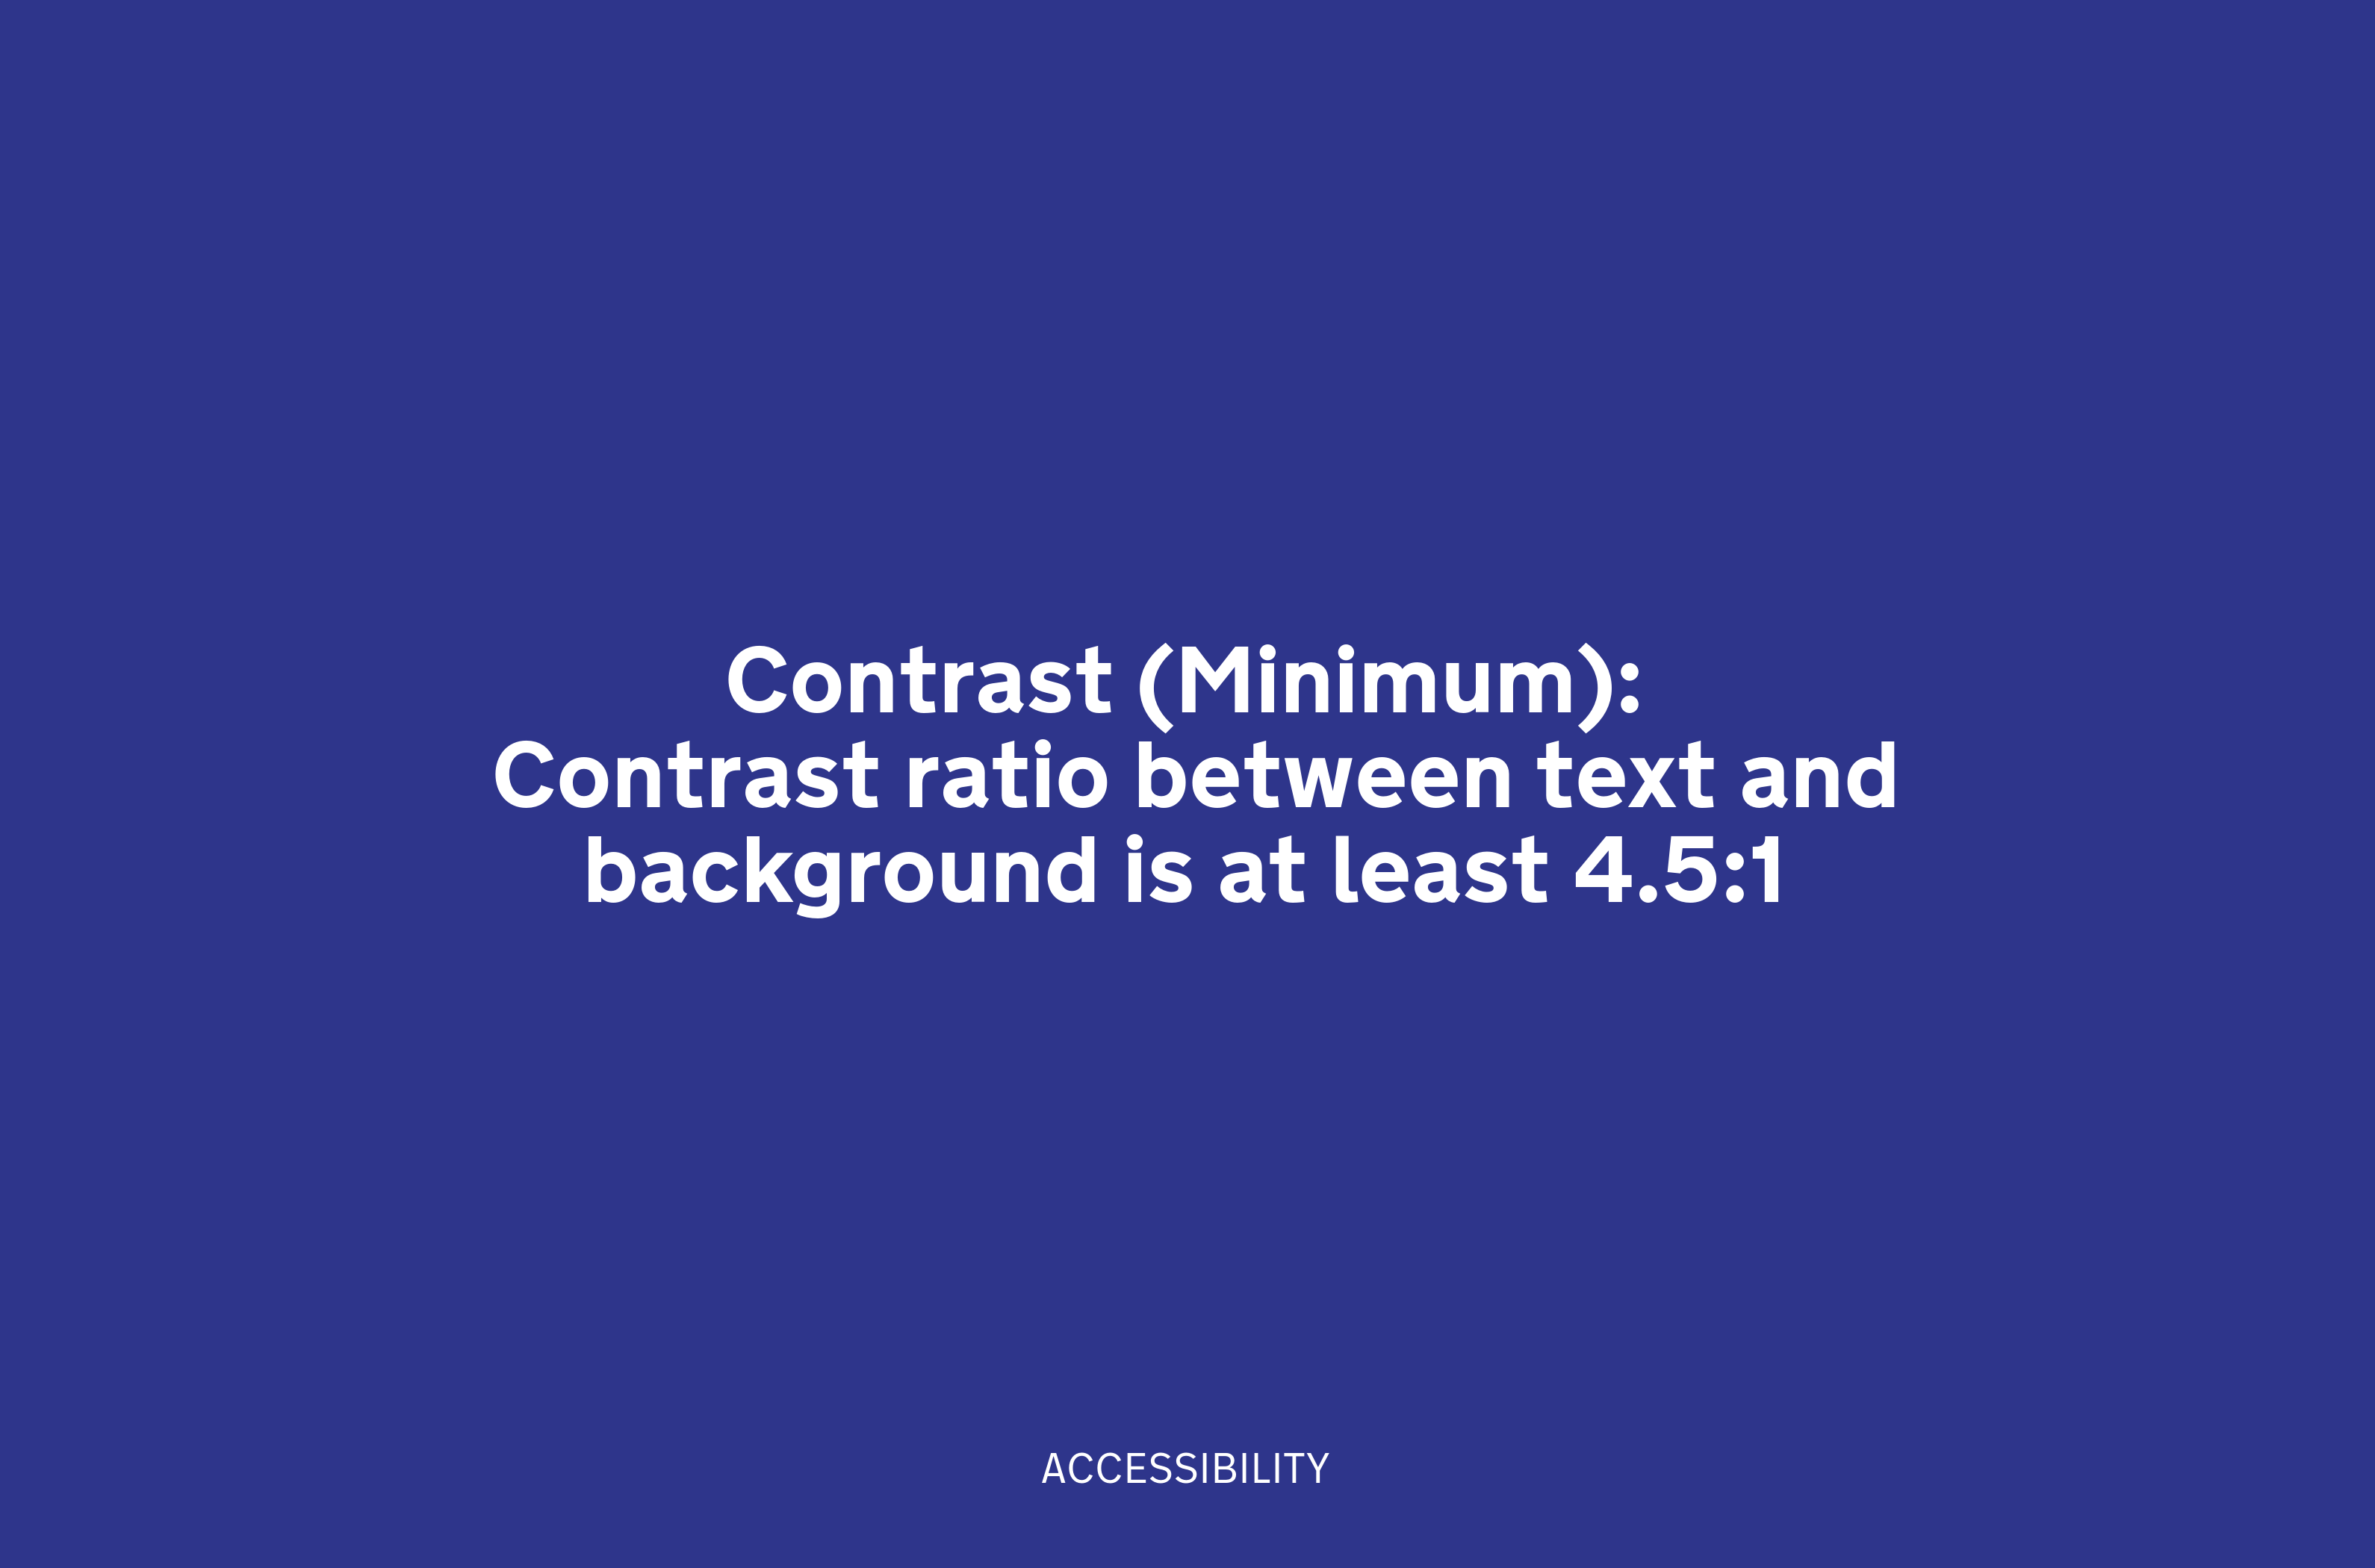 Contrast (Minimum):
Contrast ratio between text and
background is at least 4.5:1
ACCESSIBILITY